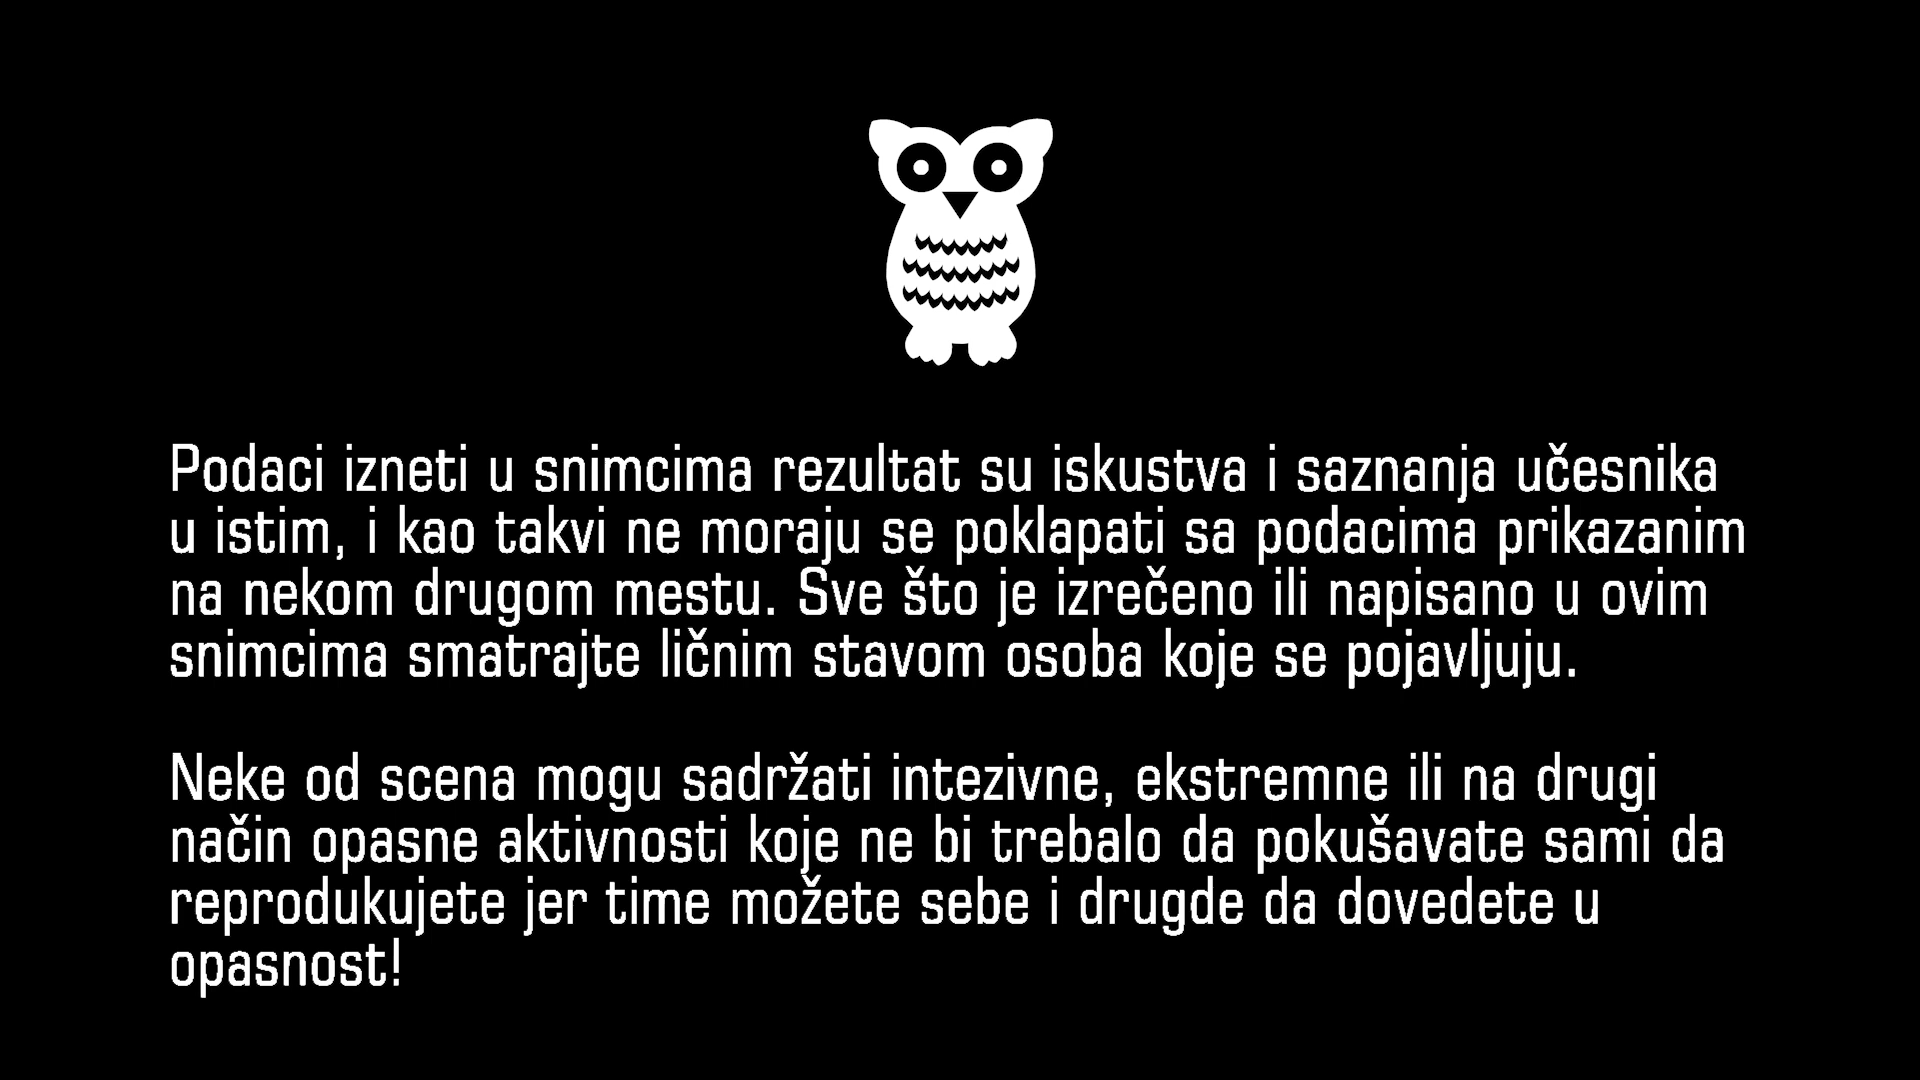 Podaci izneti u snimcima rezultat su iskustva i saznanja učesnika
u istim, i kao takvi ne moraju se poklapati sa podacima prikazanim
na nekom drugom mestu. Sve što je izrečeno ili napisano u ovim
snimcima smatrajte ličnim stavom osoba koje se pojavljuju.
Neke od scena mogu sadržati intezivne, ekstremne ili na drugi
način opasne aktivnosti koje ne bi trebalo da pokušavate sami da
reprodukujete jer time možete sebe i drugde da dovedete u
opasnost!